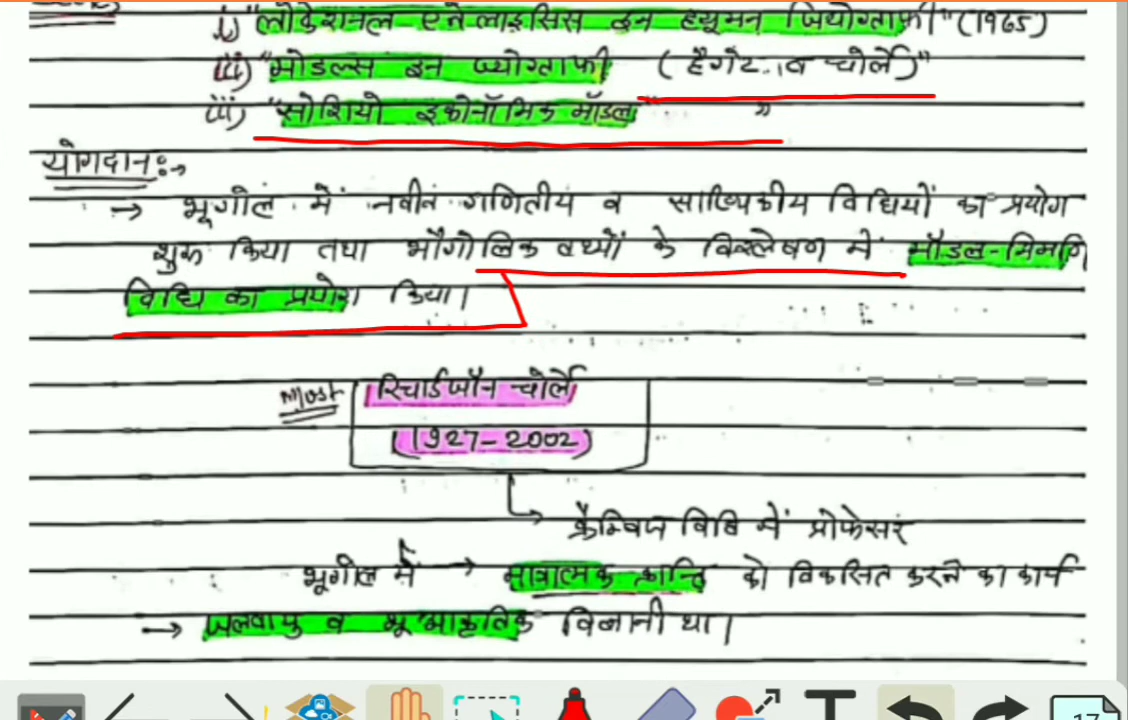 i) "लोकेशनल एनेलाइसिस इन ह्यूमन जियोग्राफी" (1965)
ii) "मोडल्स इन ज्योग्राफी (हैगेट व चोर्ले)"
iii) "सोशियो इकोनॉमिक मॉडल" "
योगदान:→
→ भूगोल में नवीन गणितीय व सांख्यिकीय विधियों का प्रयोग
शुरू किया तथा भौगोलिक तथ्यों के विश्लेषण में मॉडल-निर्माण
विधि का प्रयोग किया।
Most रिचार्ड जॉन चोर्ले
(1927-2002)
कैम्ब्रिज विवि में प्रोफेसर
भूगोल में → मात्रात्मक क्रान्ति को विकसित करने का कार्य
→ जलवायु व भू आकृतिक विज्ञानी था।
17